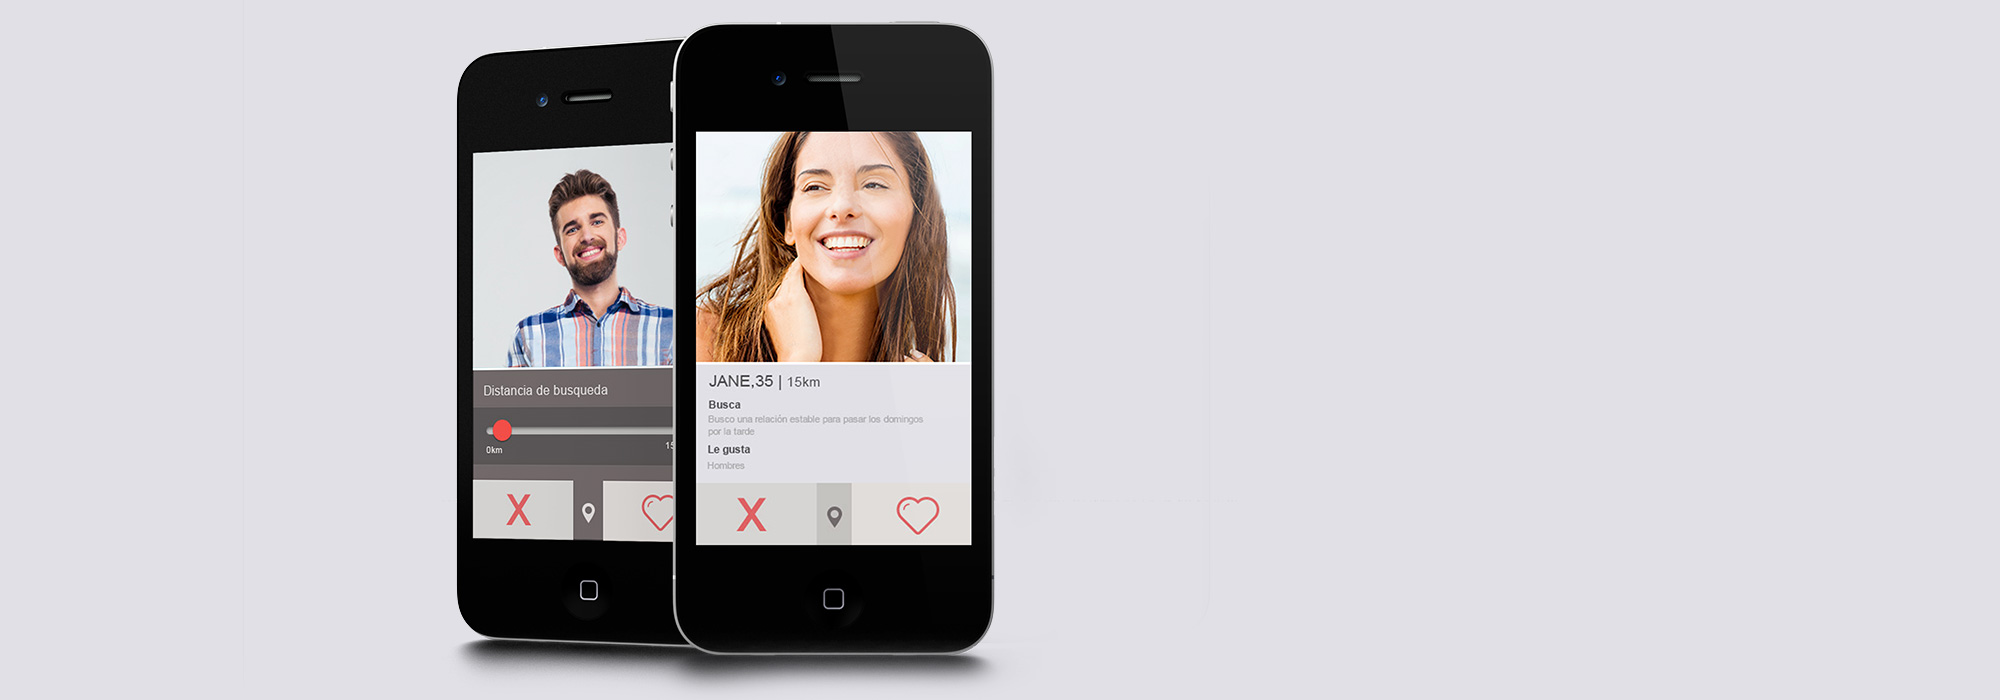 Distancia de busqueda
0km
15
X
JANE,35 | 15km
Busca
Busco una relación estable para pasar los domingos
por la tarde
Le gusta
Hombres
X